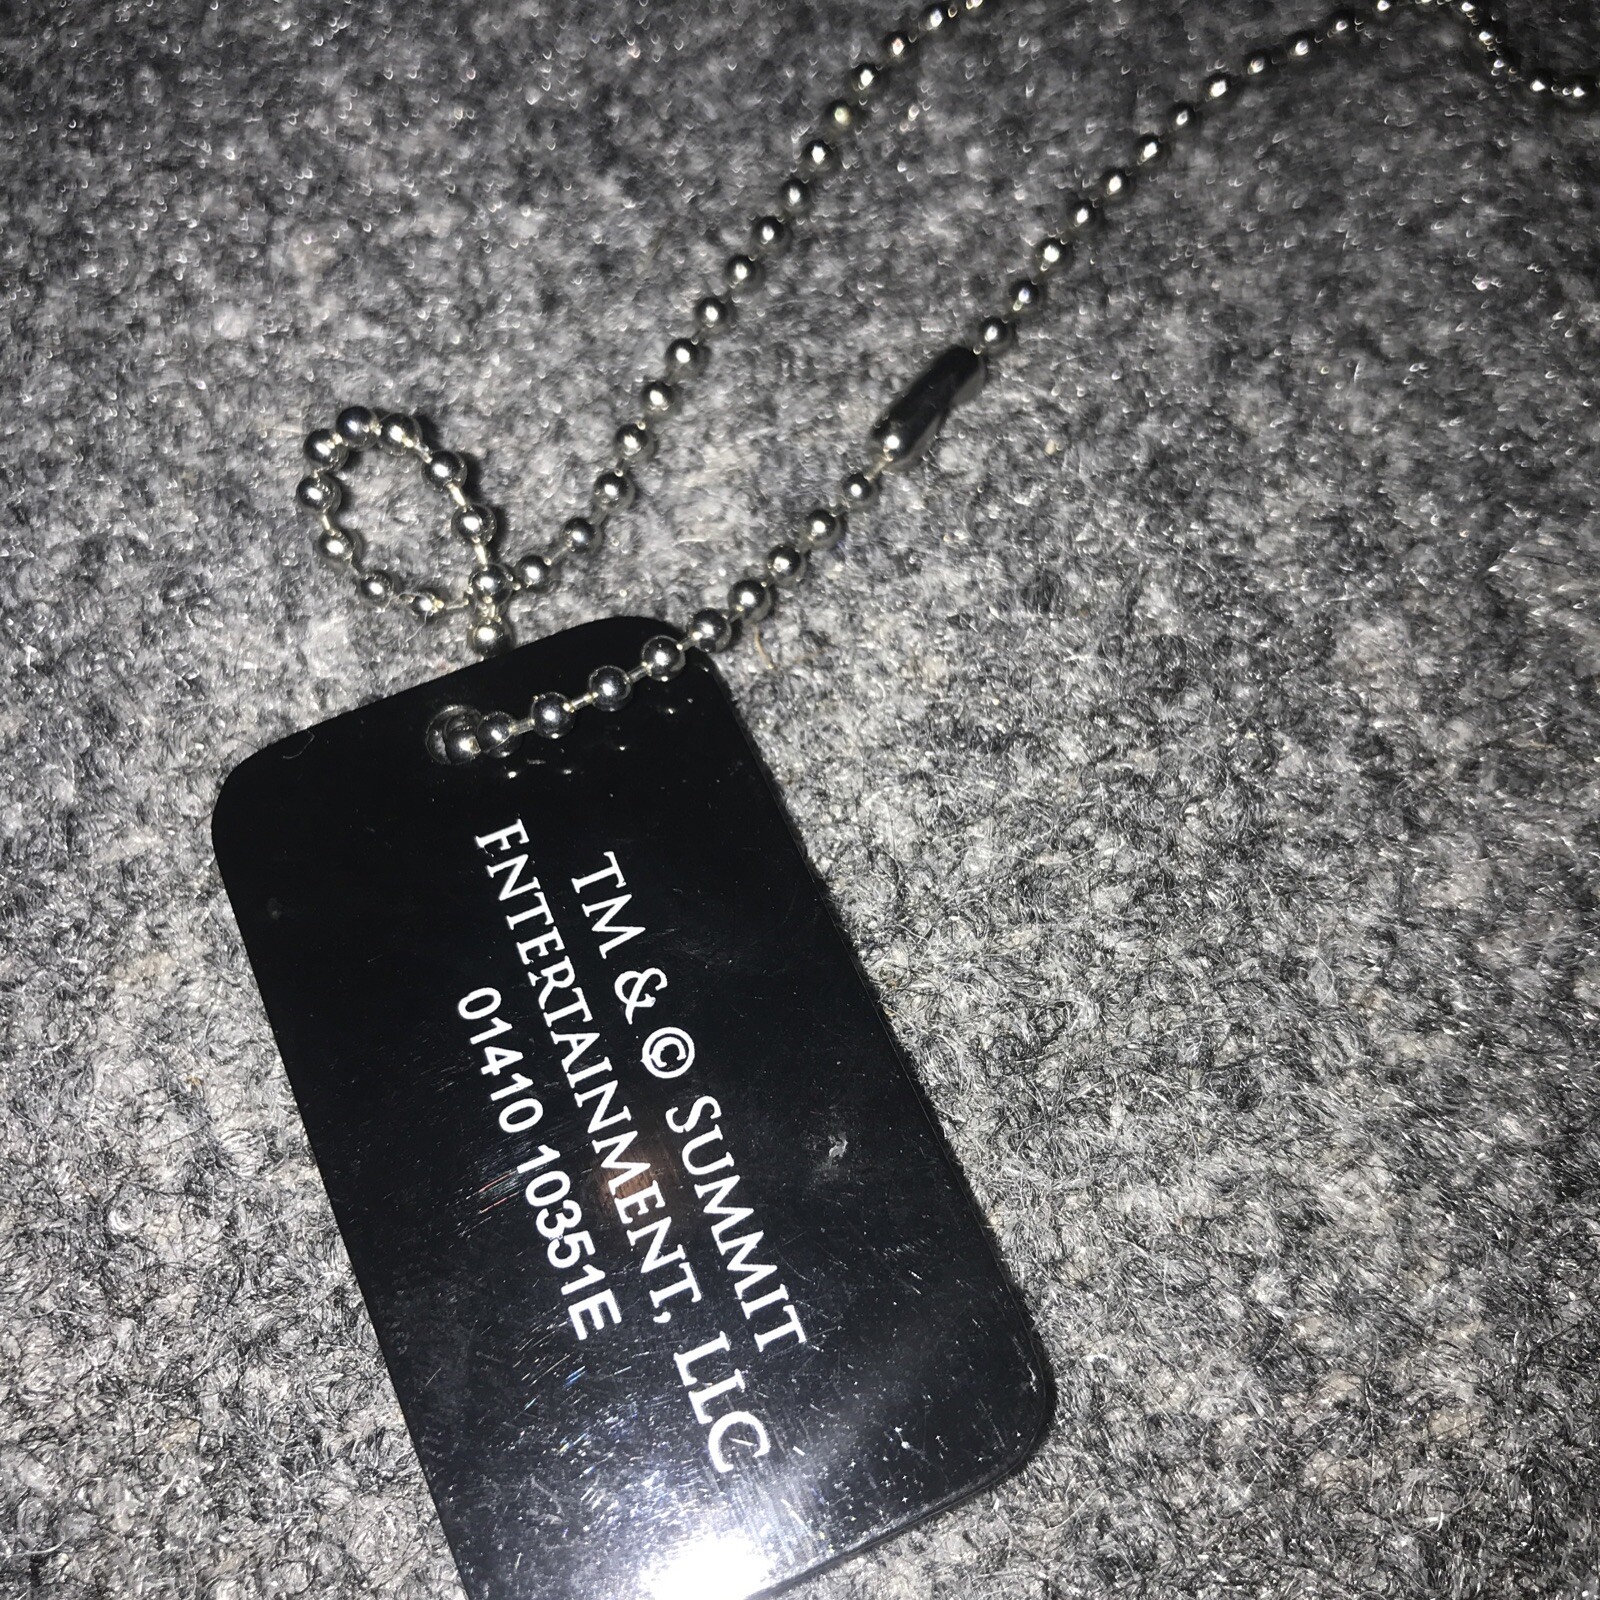 TM & © SUMMIT
ENTERTAINMENT, LLC
01410 10351E